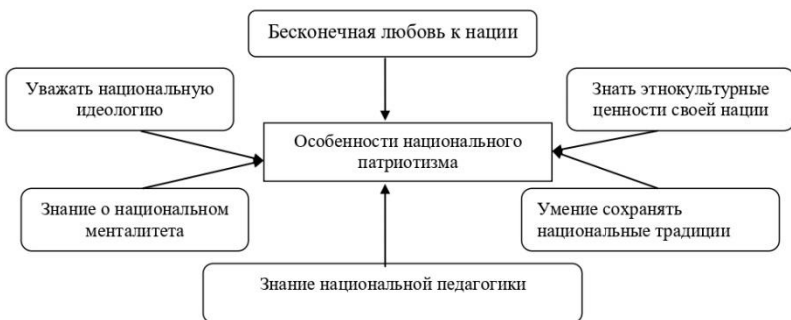 Бесконечная любовь к нации
Уважать национальную
идеологию
Знать этнокультурные
ценности своей нации
Особенности национального
патриотизма
Знание о национальном
менталитета
Умение сохранять
национальные традиции
Знание национальной педагогики